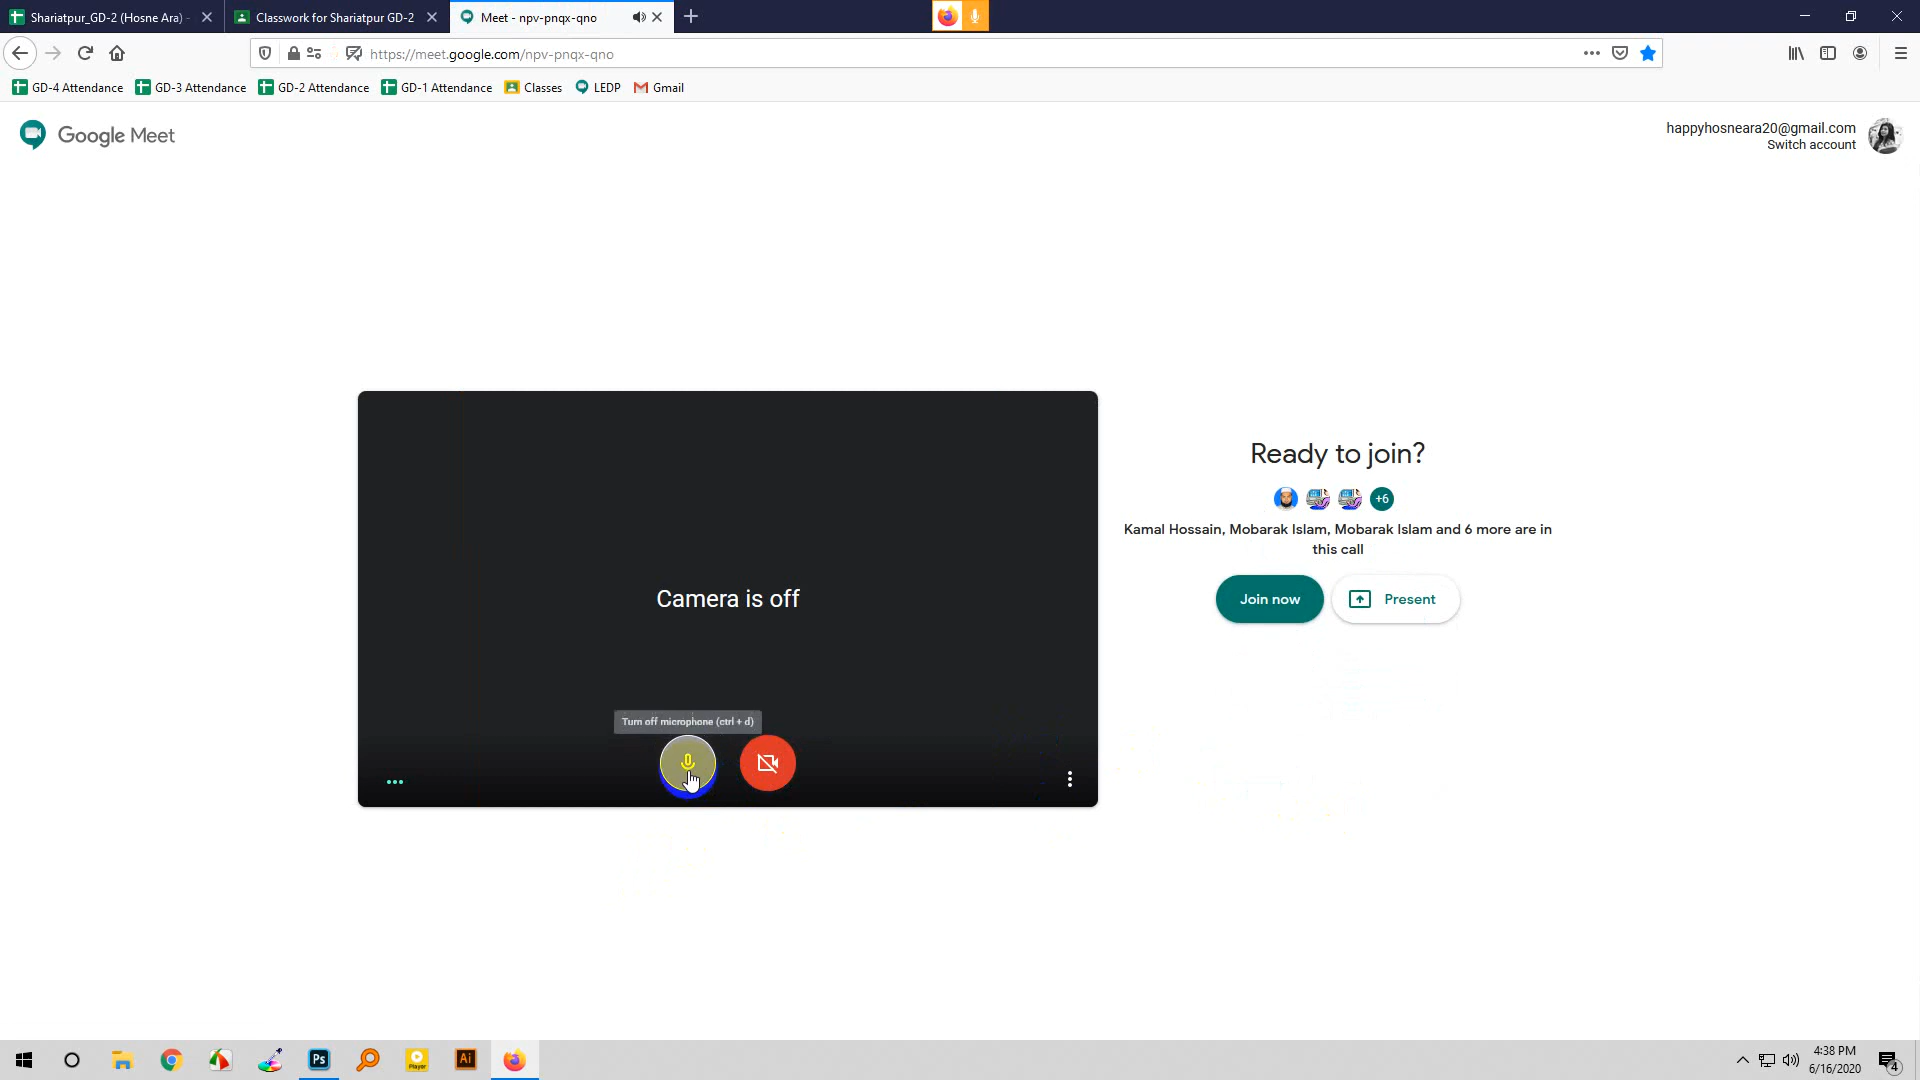 Shariatpur_GD-2 (Hosne Ara) -
Classwork for Shariatpur GD-2
Meet - npv-pnqx-qno
https://meet.google.com/npv-pnqx-qno
GD-4 Attendance
GD-3 Attendance
GD-2 Attendance
GD-1 Attendance
Classes
LEDP
Gmail
Google Meet
happyhosneara20@gmail.com
Switch account
Ready to join?
+6
Kamal Hossain, Mobarak Islam, Mobarak Islam and 6 more are in
this call
Join now
Present
Camera is off
Turn off microphone (ctrl + d)
Ps
Player
Ai
4:38 PM
6/16/2020
4